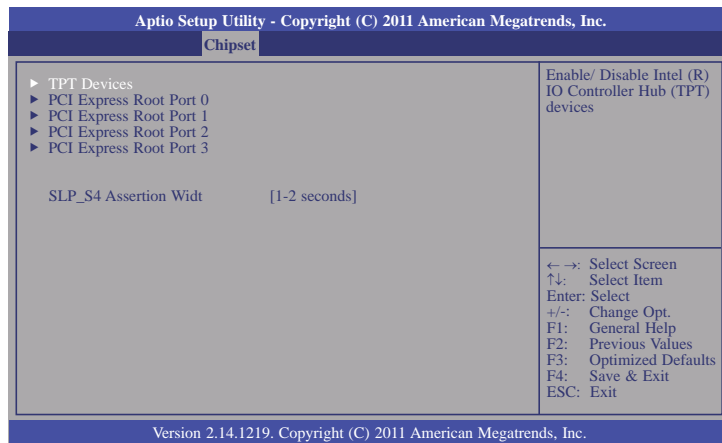 Aptio Setup Utility - Copyright (C) 2011 American Megatrends, Inc.
Chipset
► TPT Devices
► PCI Express Root Port 0
► PCI Express Root Port 1
► PCI Express Root Port 2
► PCI Express Root Port 3
SLP_S4 Assertion Widt [1-2 seconds]
Enable/ Disable Intel (R)
IO Controller Hub (TPT)
devices
← →: Select Screen
↑↓: Select Item
Enter: Select
+/-: Change Opt.
F1: General Help
F2: Previous Values
F3: Optimized Defaults
F4: Save & Exit
ESC: Exit
Version 2.14.1219. Copyright (C) 2011 American Megatrends, Inc.